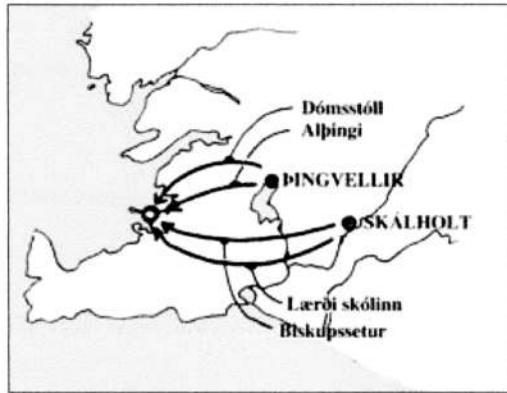 Dómsstóll
Alþingi
ÞINGVELLIR
SKÁLHOLT
Lærði skólinn
Biskupssetur